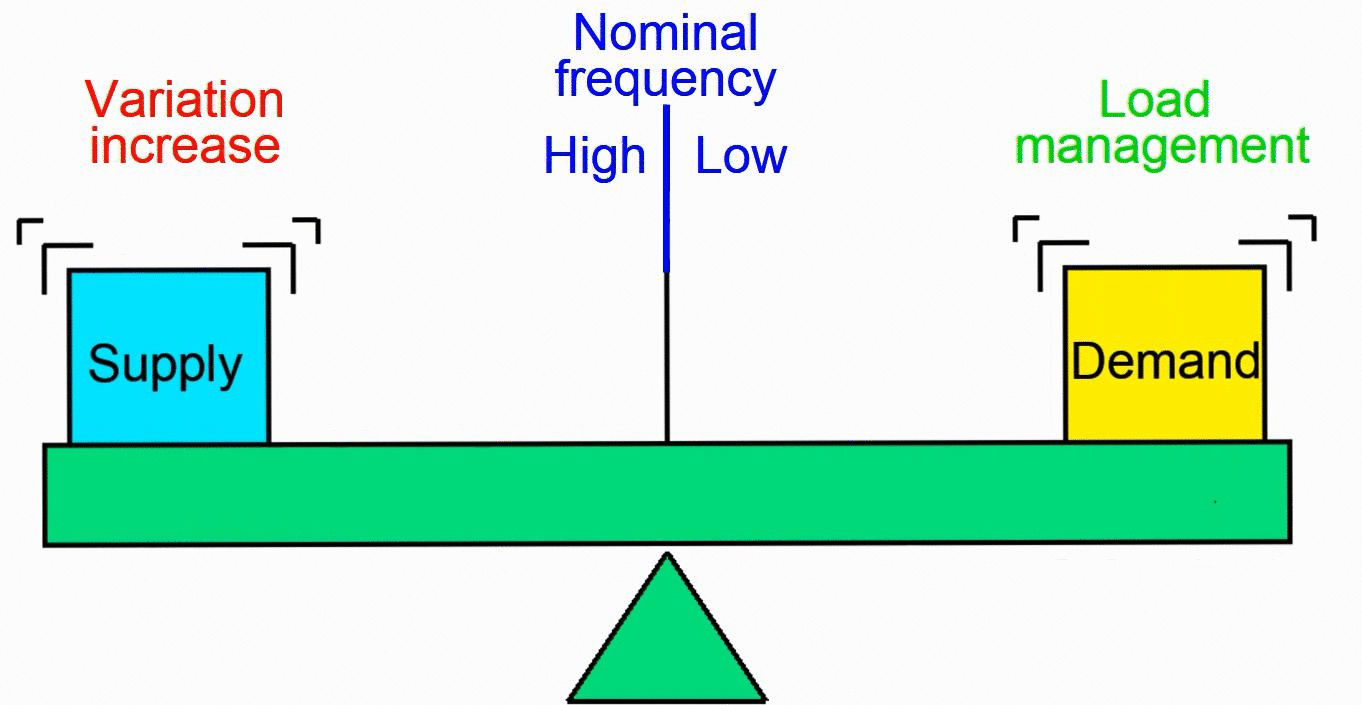 Nominal
frequency
Variation
increase
High
Low
Load
management
Supply
Demand